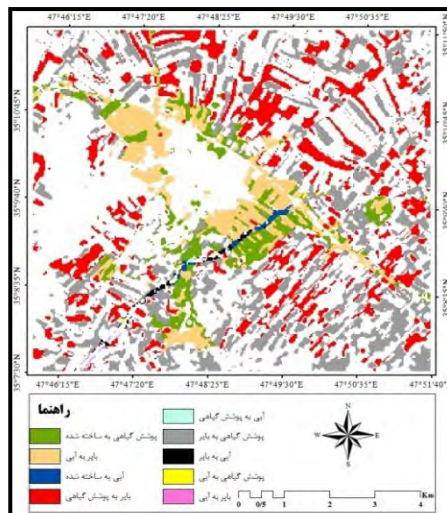 47°46'15"E 47°47'20"E 47°48'25"E 47°49'30"E 47°50'35"E
35°10'45"N
35°9'40"N
35°8'35"N
47°46'15"E 47°47'20"E 47°48'25"E 47°49'30"E 47°50'35"E 47°51'40"
راهنما
آبی به پوشش گیاهی
پوشش گیاهی به ساخته شده
پوشش گیاهی به بایر
بایر به آبی
آبی به بایر
آبی به ساخته شده
پوشش گیاهی به آبی
بایر به پوشش گیاهی
بایر به آبی
N
W E
S
0 0/5 1 2 3 4
Km